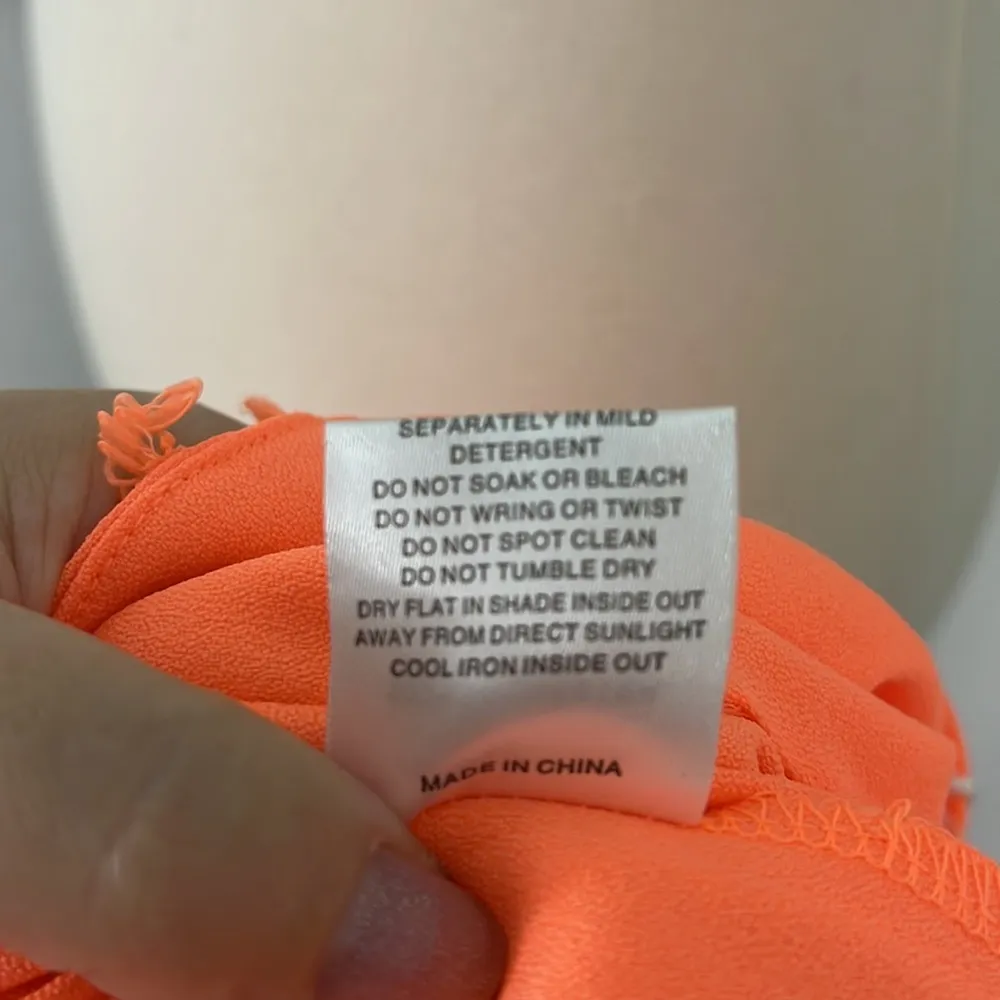 SEPARATELY IN MILD
DETERGENT
DO NOT SOAK OR BLEACH
DO NOT WRING OR TWIST
DO NOT SPOT CLEAN
DO NOT TUMBLE DRY
DRY FLAT IN SHADE INSIDE OUT
AWAY FROM DIRECT SUNLIGHT
COOL IRON INSIDE OUT
MADE IN CHINA